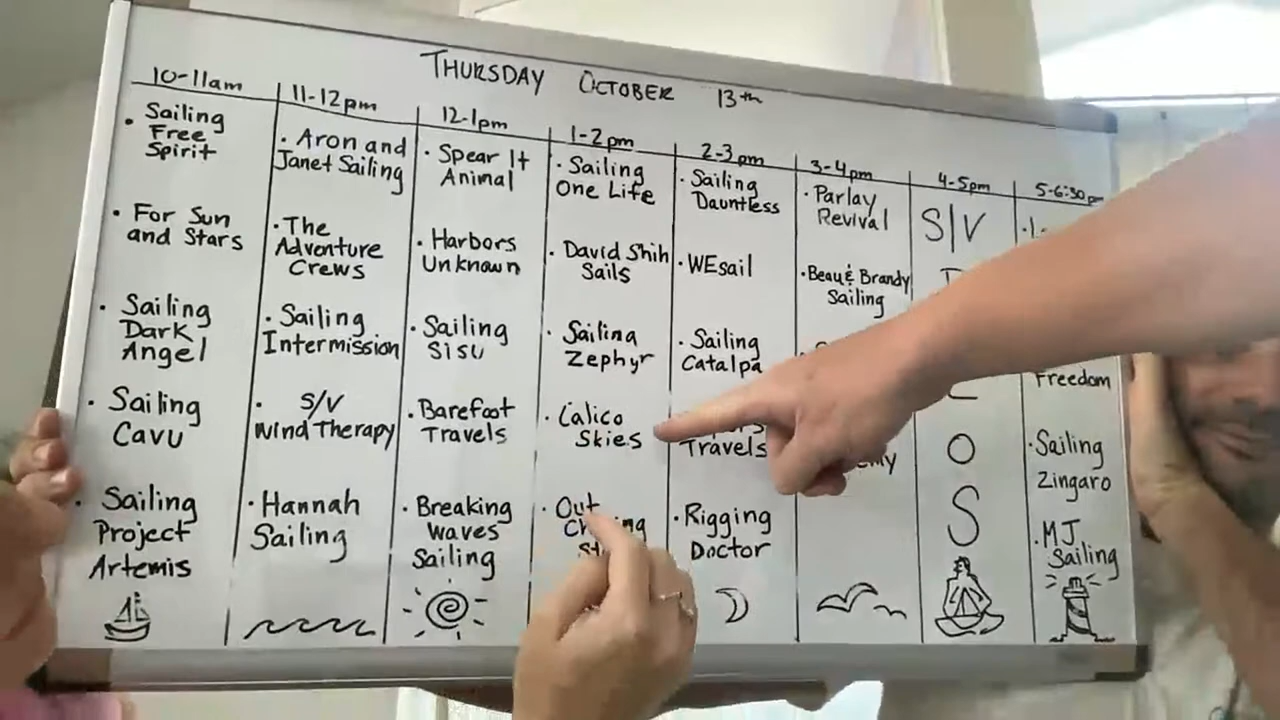 THURSDAY OCTOBER 13th
10-11am
• Sailing
Free
Spirit
• For Sun
and Stars
• Sailing
Dark
Angel
• Sailing
Cavu
• Sailing
Project
Artemis
11-12pm
• Aron and
Janet Sailing
• The
Adventure
Crews
• Sailing
Intermission
• S/V
Wind Therapy
• Hannah
Sailing
12-1pm
• Spear It
Animal
• Harbors
Unknown
• Sailing
Sisu
• Barefoot
Travels
• Breaking
Waves
Sailing
1-2pm
• Sailing
One Life
• David Shih
Sails
• Sailing
Zephyr
• Calico
Skies
• Out
2-3pm
• Sailing
Dauntless
• WEsail
• Sailing
Catalpa
Travels
• Rigging
Doctor
3-4pm
• Parlay
Revival
• Beau & Brandy
Sailing
4-5pm
S/V
O
S
5-6:30pm
Freedom
• Sailing
Zingaro
• MJ
Sailing